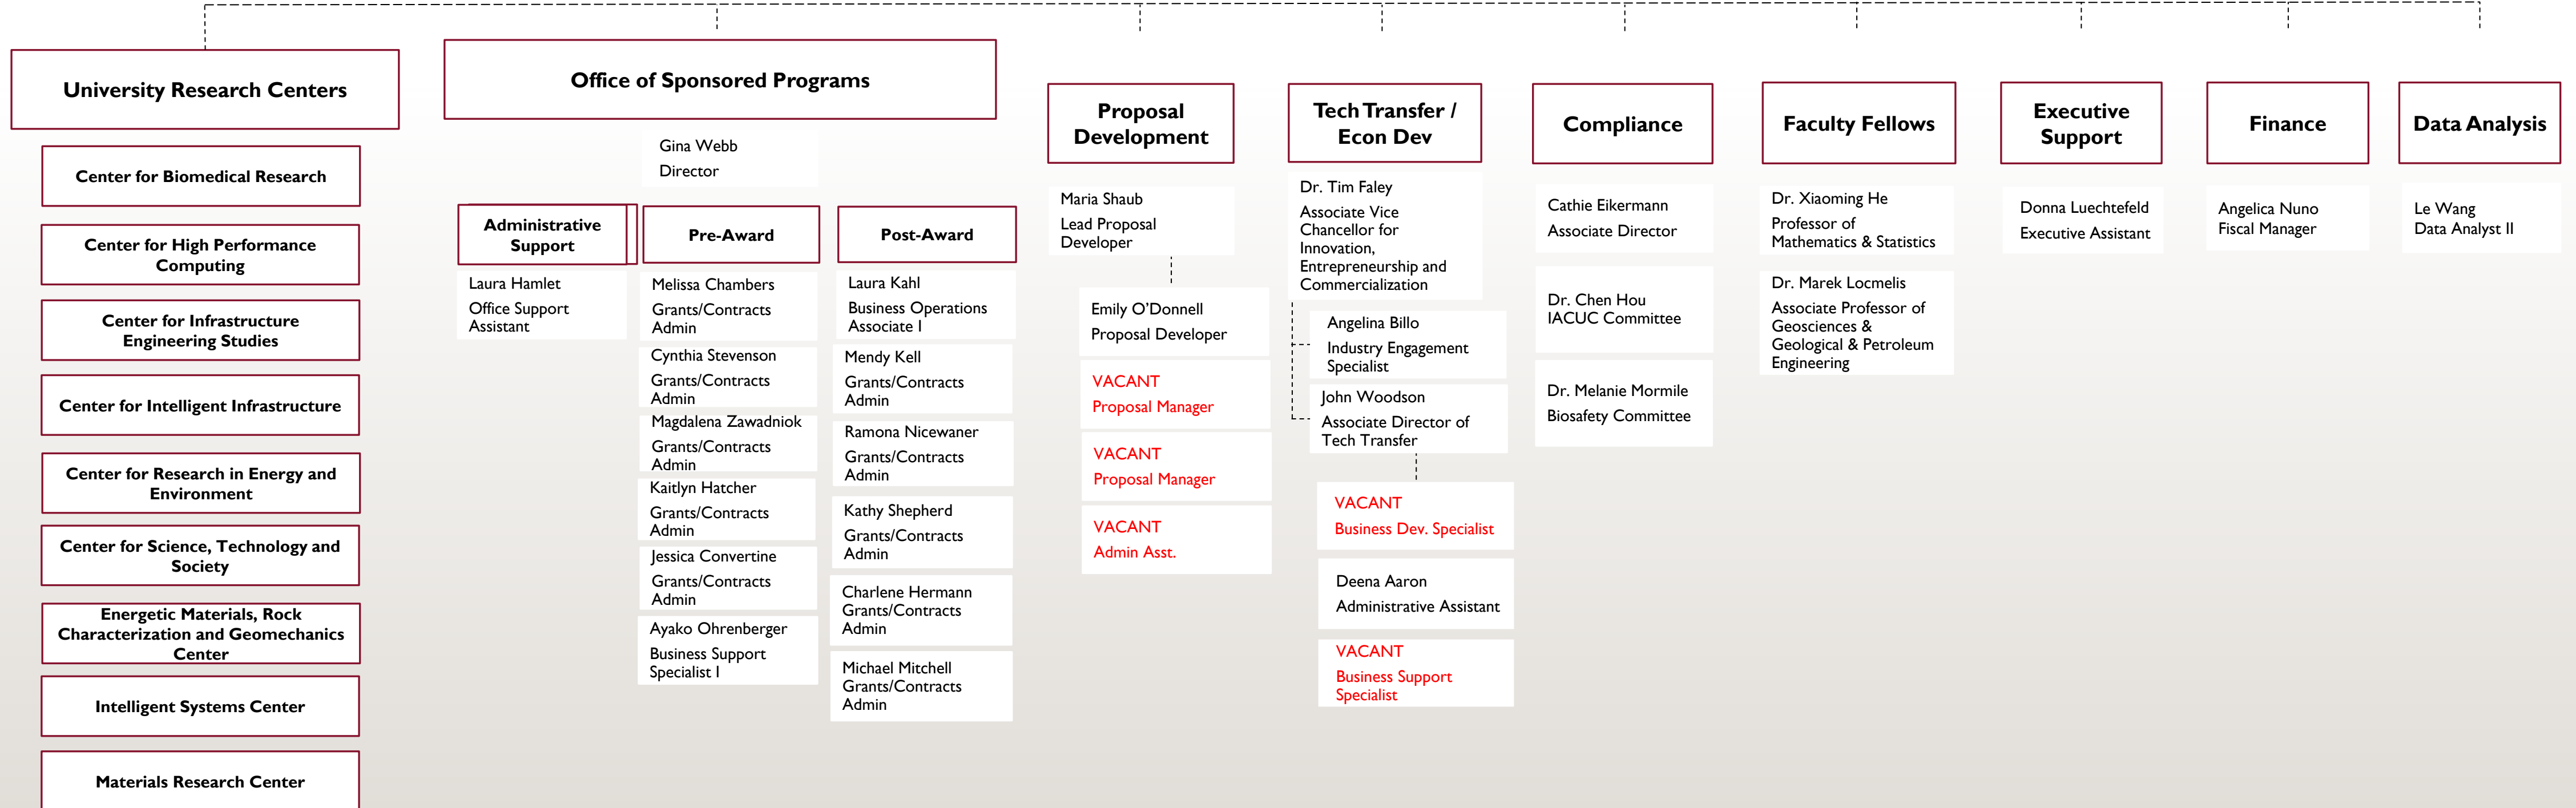 University Research Centers
Center for Biomedical Research
Center for High Performance
Computing
Center for Infrastructure
Engineering Studies
Center for Intelligent Infrastructure
Center for Research in Energy and
Environment
Center for Science, Technology and
Society
Energetic Materials, Rock
Characterization and Geomechanics
Center
Intelligent Systems Center
Materials Research Center
Office of Sponsored Programs
Gina Webb
Director
Administrative
Support
Laura Hamlet
Office Support
Assistant
Pre-Award
Melissa Chambers
Grants/Contracts
Admin
Cynthia Stevenson
Grants/Contracts
Admin
Magdalena Zawadniok
Grants/Contracts
Admin
Kaitlyn Hatcher
Grants/Contracts
Admin
Jessica Convertine
Grants/Contracts
Admin
Ayako Ohrenberger
Business Support
Specialist I
Post-Award
Laura Kahl
Business Operations
Associate I
Mendy Kell
Grants/Contracts
Admin
Ramona Nicewaner
Grants/Contracts
Admin
Kathy Shepherd
Grants/Contracts
Admin
Charlene Hermann
Grants/Contracts
Admin
Michael Mitchell
Grants/Contracts
Admin
Proposal
Development
Maria Shaub
Lead Proposal
Developer
Emily O’Donnell
Proposal Developer
VACANT
Proposal Manager
VACANT
Proposal Manager
VACANT
Admin Asst.
Tech Transfer /
Econ Dev
Dr. Tim Faley
Associate Vice
Chancellor for
Innovation,
Entrepreneurship and
Commercialization
Angelina Billo
Industry Engagement
Specialist
John Woodson
Associate Director of
Tech Transfer
VACANT
Business Dev. Specialist
Deena Aaron
Administrative Assistant
VACANT
Business Support
Specialist
Compliance
Cathie Eikermann
Associate Director
Dr. Chen Hou
IACUC Committee
Dr. Melanie Mormile
Biosafety Committee
Faculty Fellows
Dr. Xiaoming He
Professor of
Mathematics & Statistics
Dr. Marek Locmelis
Associate Professor of
Geosciences &
Geological & Petroleum
Engineering
Executive
Support
Donna Luechtefeld
Executive Assistant
Finance
Angelica Nuno
Fiscal Manager
Data Analysis
Le Wang
Data Analyst II